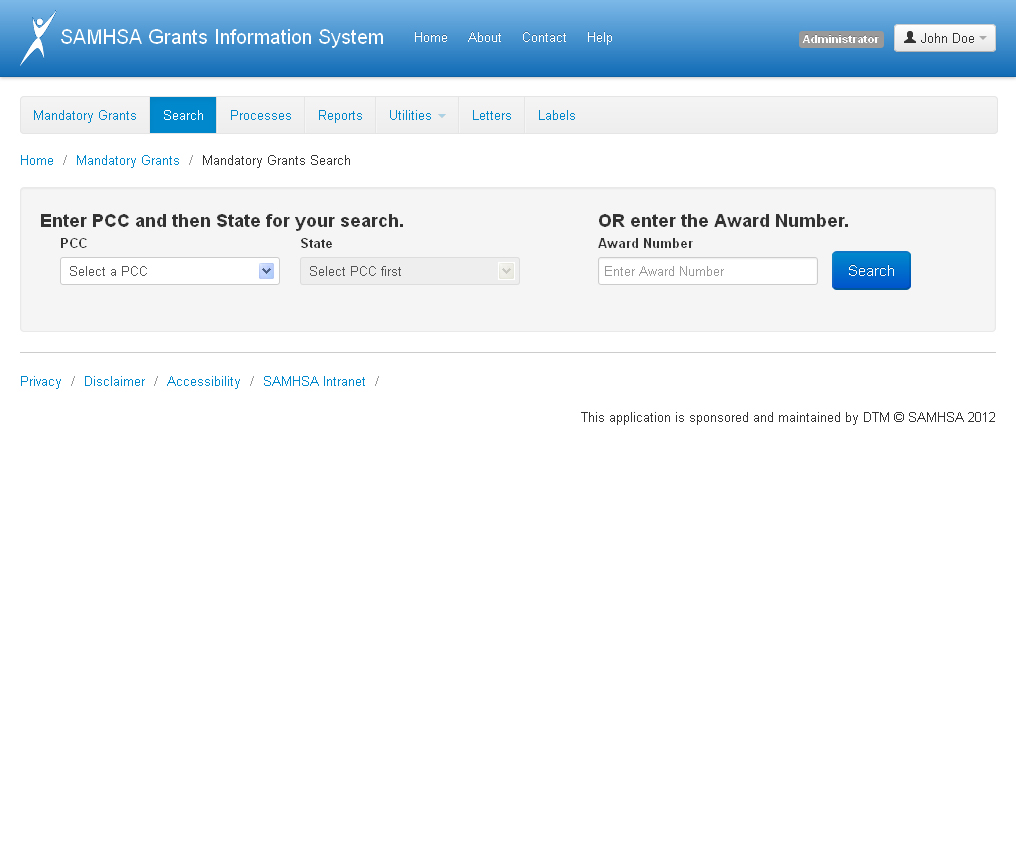 SAMHSA Grants Information System Home About Contact Help Administrator John Doe
Mandatory Grants Search Processes Reports Utilities Letters Labels
Home / Mandatory Grants / Mandatory Grants Search
Enter PCC and then State for your search. OR enter the Award Number.
PCC State Award Number
Select a PCC Select PCC first Enter Award Number Search
Privacy / Disclaimer / Accessibility / SAMHSA Intranet /
This application is sponsored and maintained by DTM © SAMHSA 2012